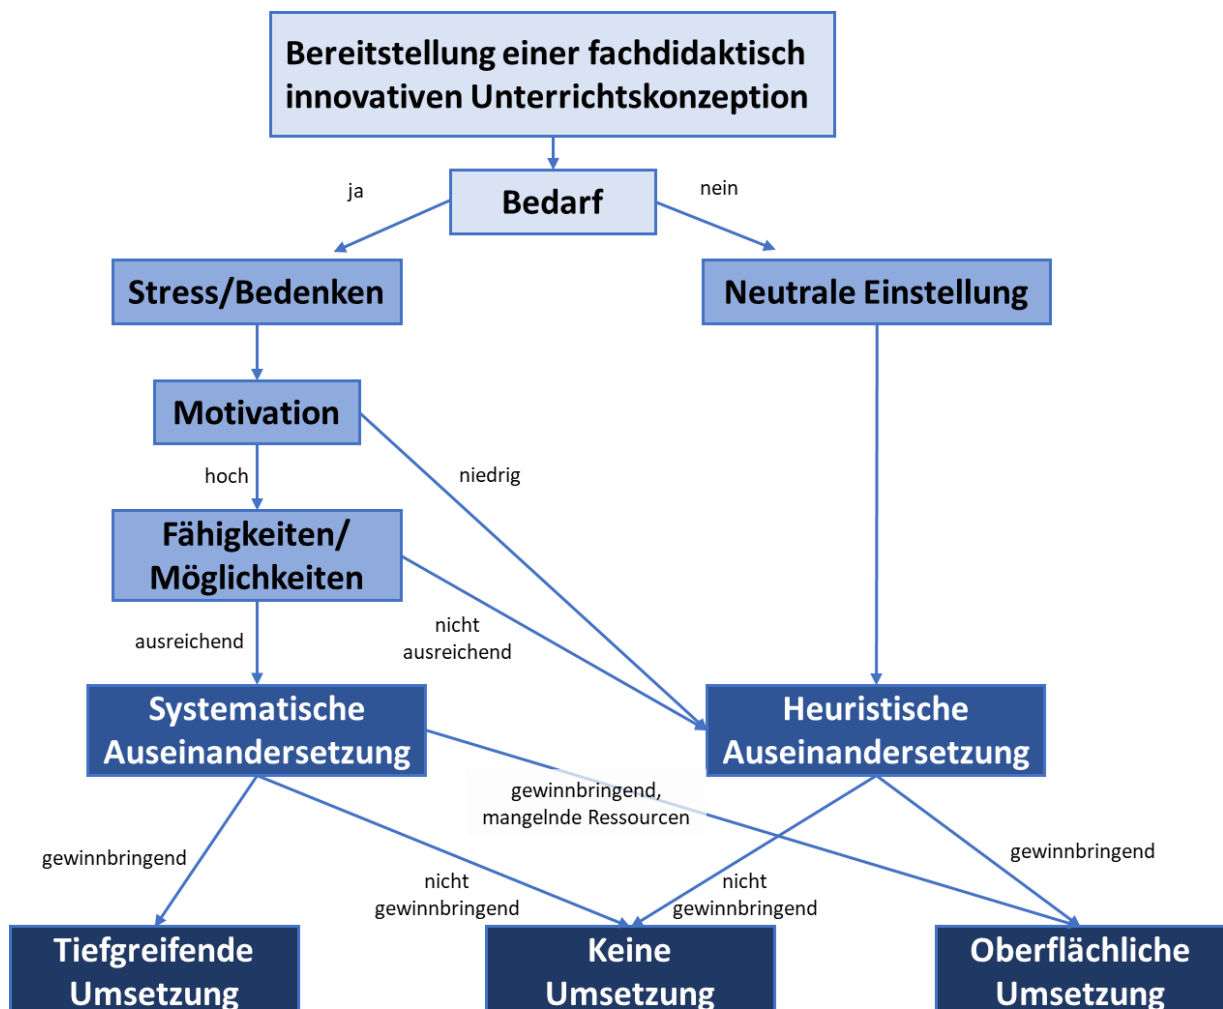 Bereitstellung einer fachdidaktisch
innovativen Unterrichtskonzeption
ja
Bedarf
nein
Stress/Bedenken
Neutrale Einstellung
Motivation
hoch
niedrig
Fähigkeiten/
Möglichkeiten
ausreichend
nicht
ausreichend
Systematische
Auseinandersetzung
Heuristische
Auseinandersetzung
gewinnbringend,
mangelnde Ressourcen
gewinnbringend
nicht
gewinnbringend
nicht
gewinnbringend
gewinnbringend
Tiefgreifende
Umsetzung
Keine
Umsetzung
Oberflächliche
Umsetzung